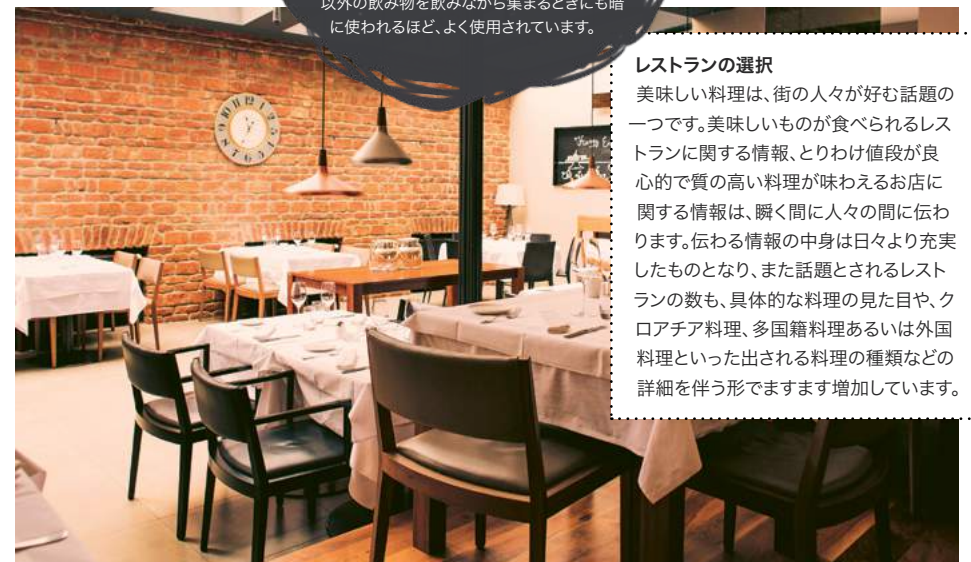 以外の飲み物を飲みながら集まるときにも暗
に使われるほど、よく使用されています。
レストランの選択
美味しい料理は、街の人々が好む話題の
一つです。美味しいものが食べられるレス
トランに関する情報、とりわけ値段が良
心的で質の高い料理が味わえるお店に
関する情報は、瞬く間に人々の間に伝わ
ります。伝わる情報の中身は日々より充実
したものとなり、また話題とされるレスト
ランの数も、具体的な料理の見た目や、ク
ロアチア料理、多国籍料理あるいは外国
料理といった出される料理の種類などの
詳細を伴う形でますます増加しています。